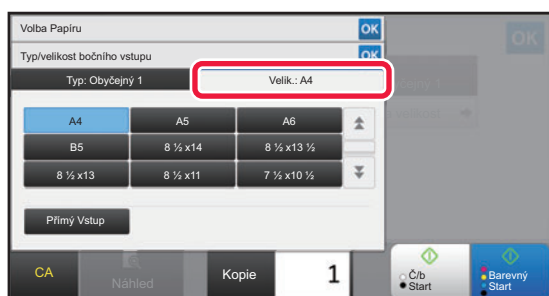 Volba Papíru
OK
OK
Typ/velikost bočního vstupu
OK
Typ: Obyčejný 1
Velik.: A4
A4
A5
A6
B5
8 ½ x14
8 ½ x13 ½
8 ½ x13
8 ½ x11
7 ½ x10 ½
Přímý Vstup
CA
Náhled
Kopie
1
Č/b
Start
Barevný
Start